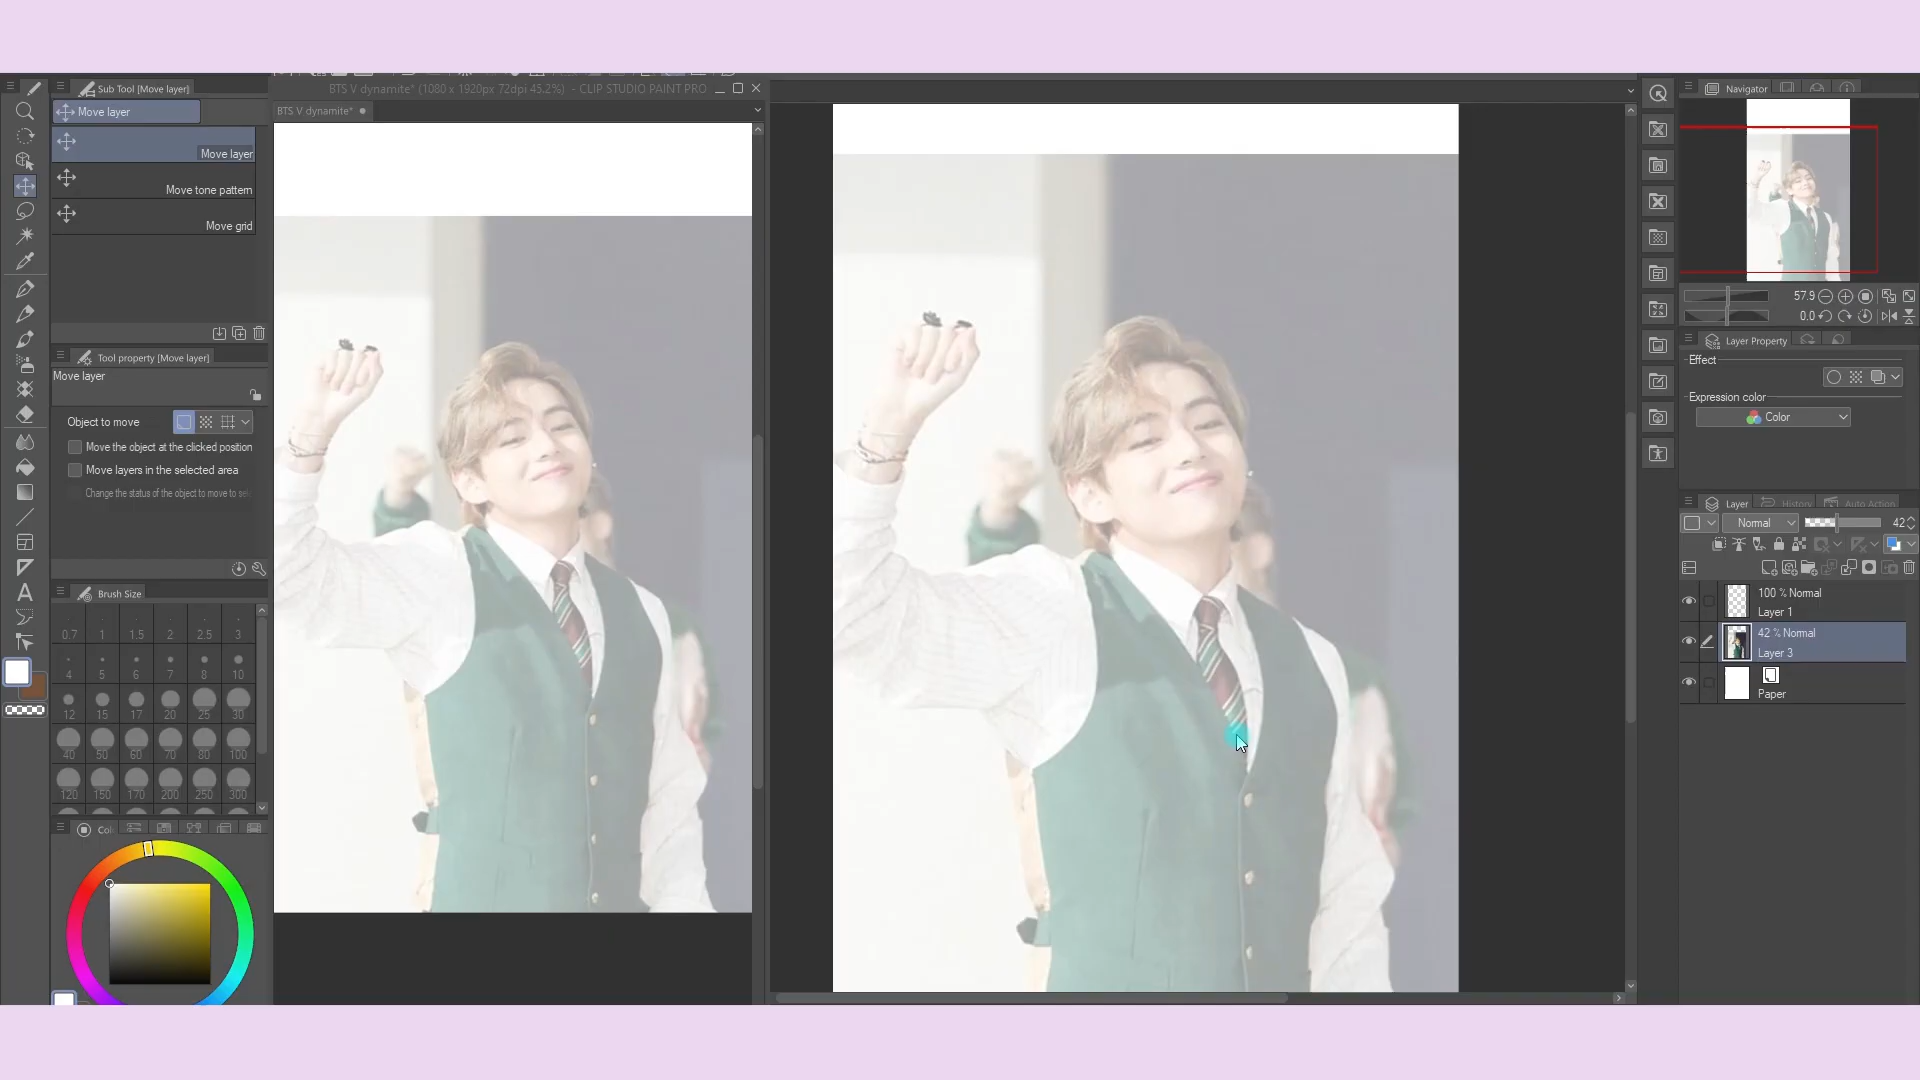 Sub Tool [Move layer]
Move layer
Move layer
Move tone pattern
Move grid
Tool property [Move layer]
Move layer
Object to move
Move the object at the clicked position
Move layers in the selected area
Change the status of the object to move to sel
Brush Size
0.7 1 1.5 2 2.5 3
4 5 6 7 8 10
12 15 17 20 25 30
40 50 60 70 80 100
120 150 170 200 250 300
BTS V dynamite* (1080 x 1920px 72dpi 45.2%) - CLIP STUDIO PAINT PRO
BTS V dynamite*
Navigator
57.9
0.0
Layer Property
Effect
Expression color
Color
Layer History Auto Action
Normal 42
100 % Normal
Layer 1
42 % Normal
Layer 3
Paper